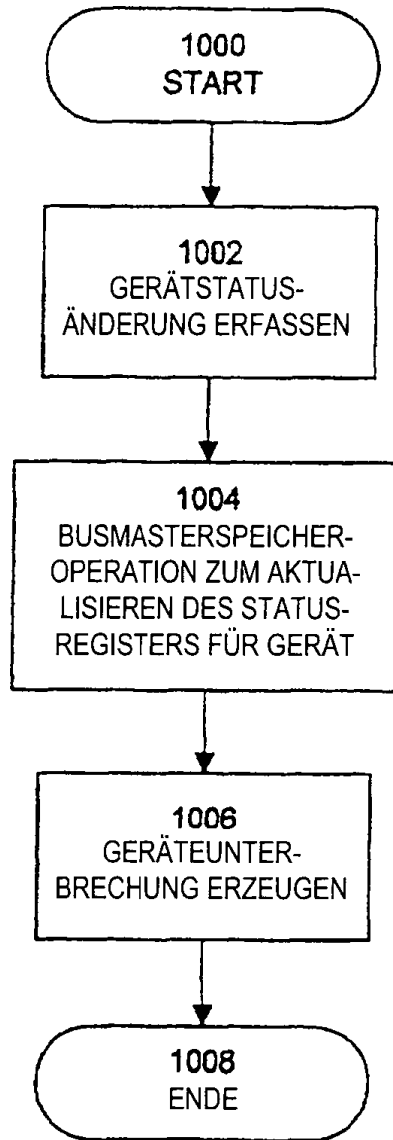 1000
START
1002
GERÄTSTATUS-
ÄNDERUNG ERFASSEN
1004
BUSMASTERSPEICHER-
OPERATION ZUM AKTUA-
LISIEREN DES STATUS-
REGISTERS FÜR GERÄT
1006
GERÄTEUNTER-
BRECHUNG ERZEUGEN
1008
ENDE